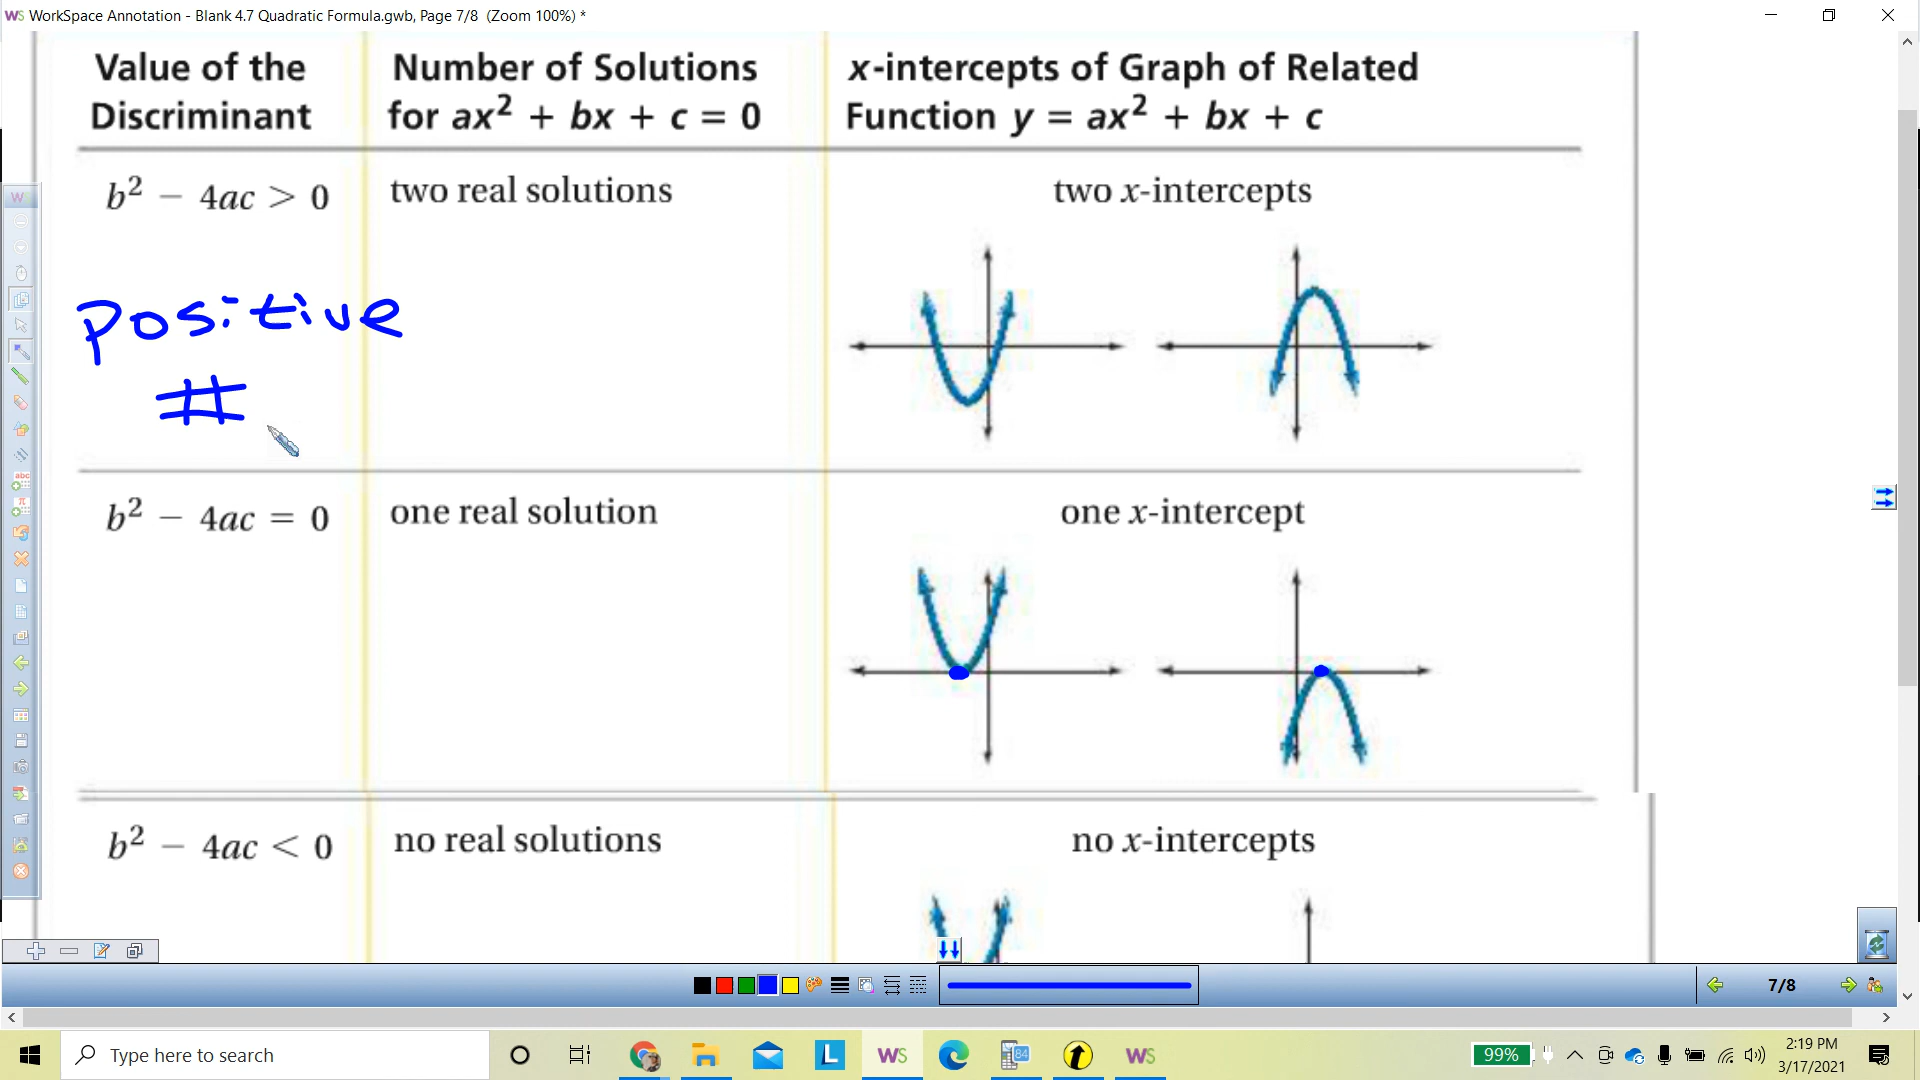 WS WorkSpace Annotation - Blank 4.7 Quadratic Formula.gwb, Page 7/8 (Zoom 100%) *
Value of the Discriminant
Number of Solutions for ax² + bx + c = 0
x-intercepts of Graph of Related Function y = ax² + bx + c
b² − 4ac > 0
two real solutions
two x-intercepts
positive
#
b² − 4ac = 0
one real solution
one x-intercept
b² − 4ac < 0
no real solutions
no x-intercepts
7/8
Type here to search
L
WS
84
WS
99%
2:19 PM
3/17/2021